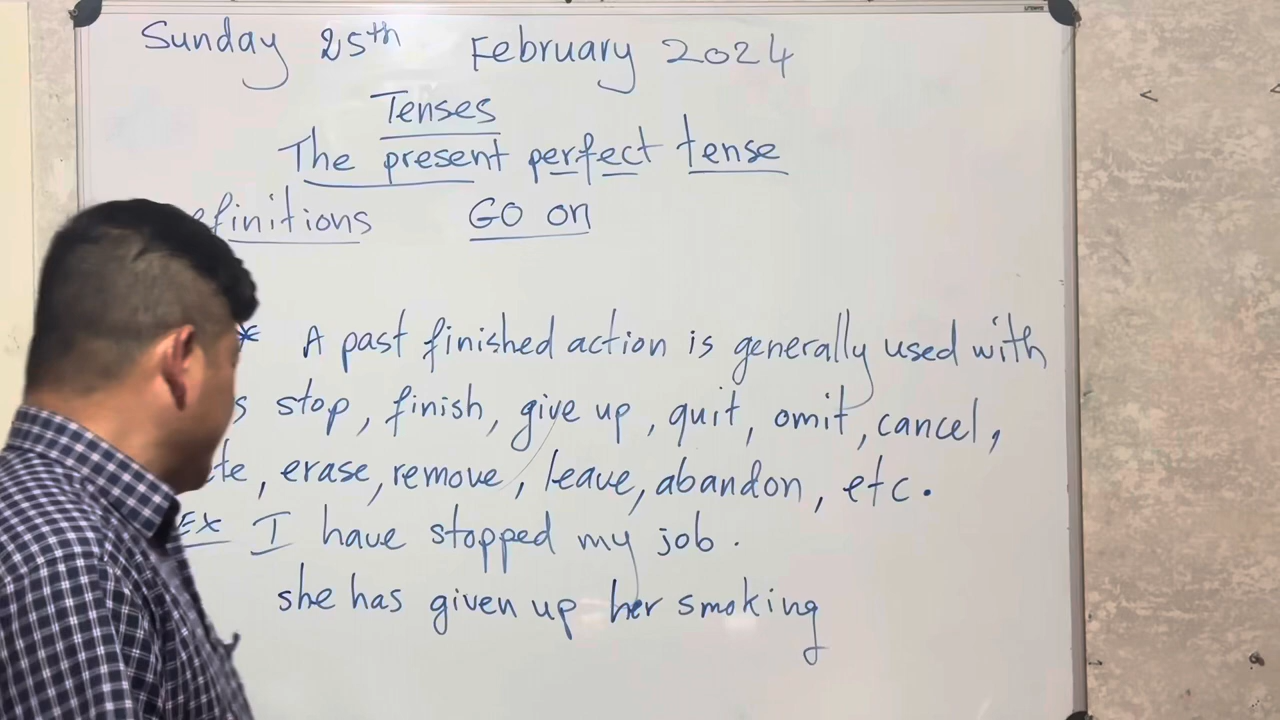 Sunday 25th February 2024
Tenses
The present perfect tense
efinitions GO on
* A past finished action is generally used with
s stop, finish, give up, quit, omit, cancel,
te, erase, remove, leave, abandon, etc.
EX I have stopped my job.
she has given up her smoking